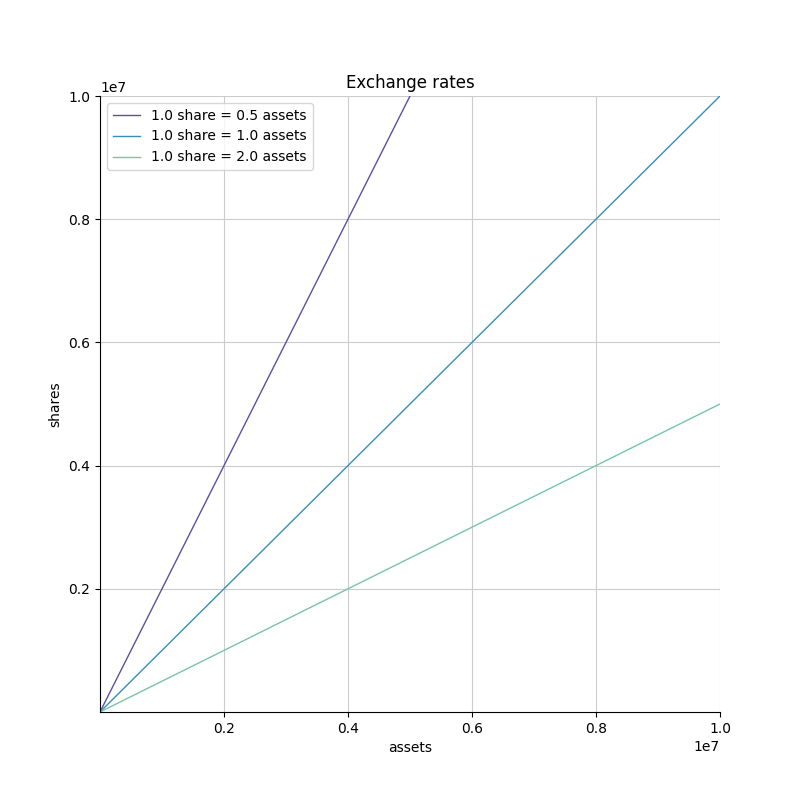 Exchange rates
1e7
1.0 share = 0.5 assets
1.0 share = 1.0 assets
1.0 share = 2.0 assets
1.0
0.8
0.6
0.4
0.2
shares
0.2 0.4 0.6 0.8 1.0
assets
1e7